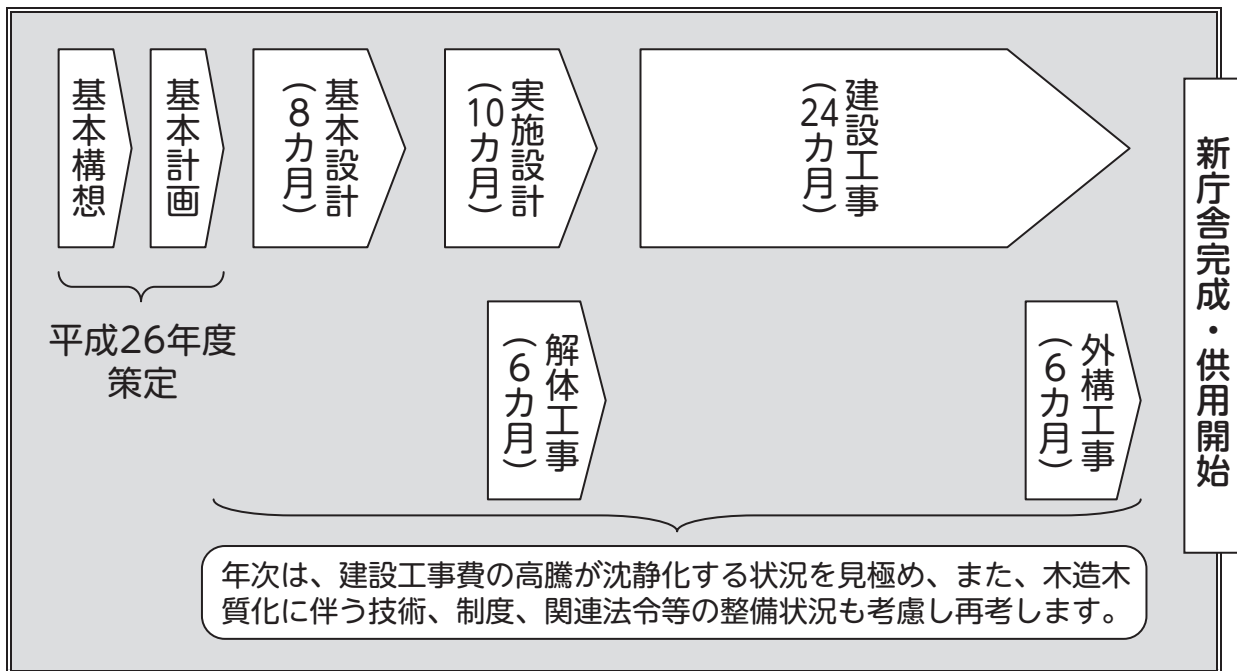 基本構想
基本計画
基本設計
（8カ月）
実施設計
（10カ月）
建設工事
（24カ月）
新庁舎完成・供用開始
平成26年度
策定
解体工事
（6カ月）
外構工事
（6カ月）
年次は、建設工事費の高騰が沈静化する状況を見極め、また、木造木
質化に伴う技術、制度、関連法令等の整備状況も考慮し再考します。